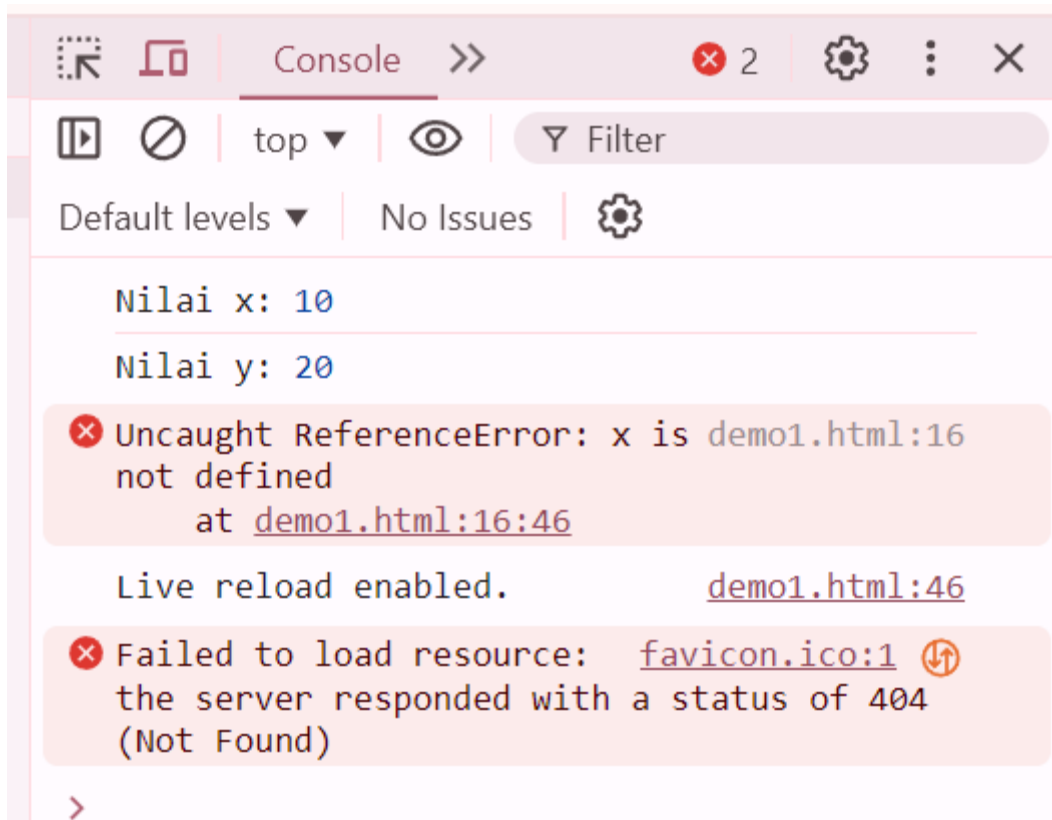 Console
2
top
Filter
Default levels
No Issues
Nilai x: 10
Nilai y: 20
Uncaught ReferenceError: x is demo1.html:16
not defined
at demo1.html:16:46
Live reload enabled. demo1.html:46
Failed to load resource: favicon.ico:1
the server responded with a status of 404
(Not Found)